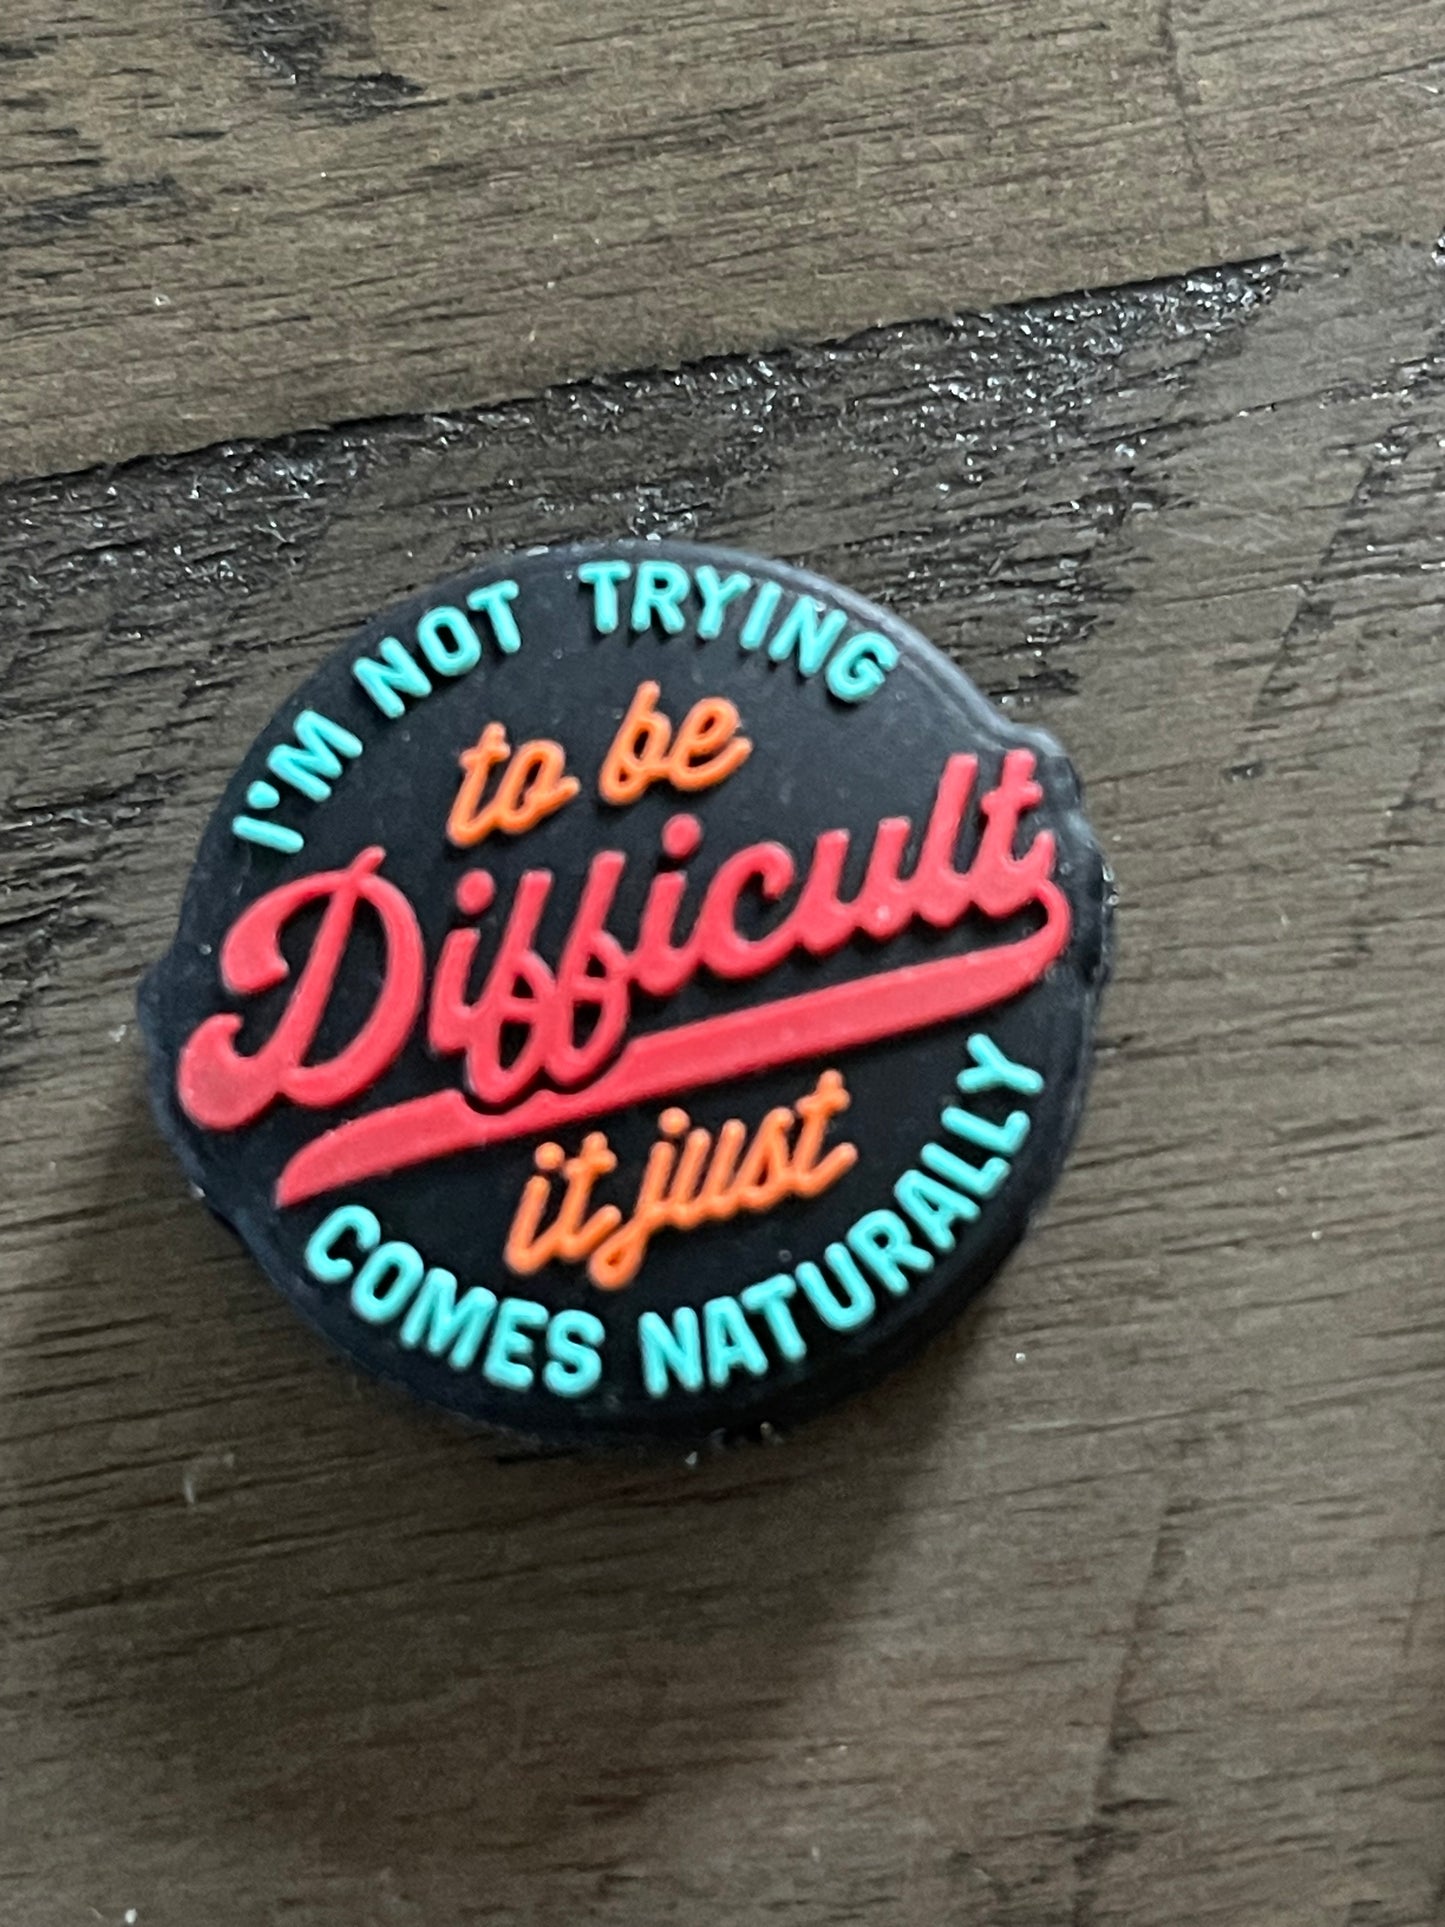 I'M NOT TRYING
to be
Difficult
it just
COMES NATURALLY